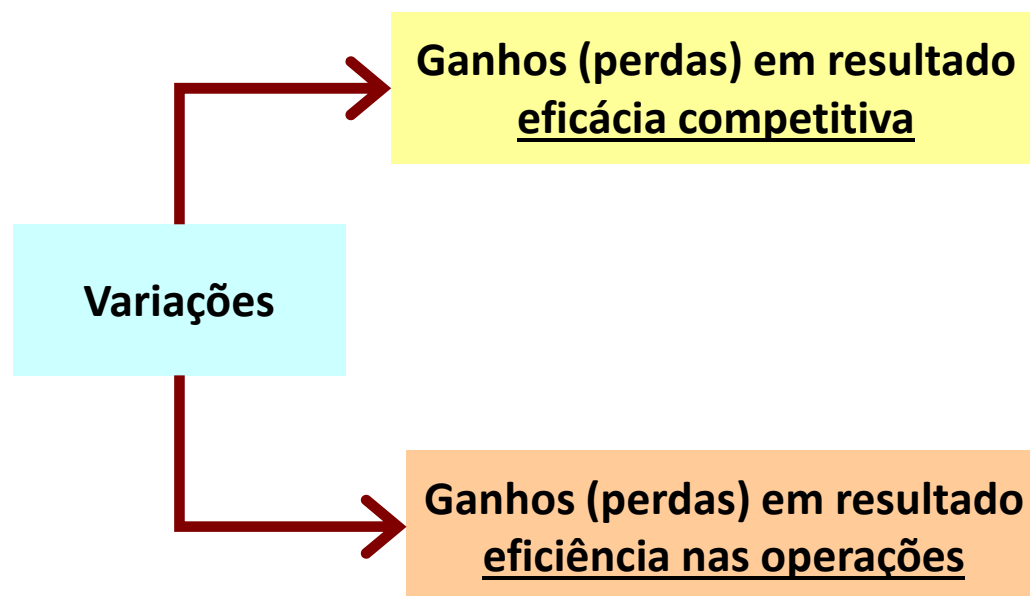 Ganhos (perdas) em resultado
eficácia competitiva
Variações
Ganhos (perdas) em resultado
eficiência nas operações